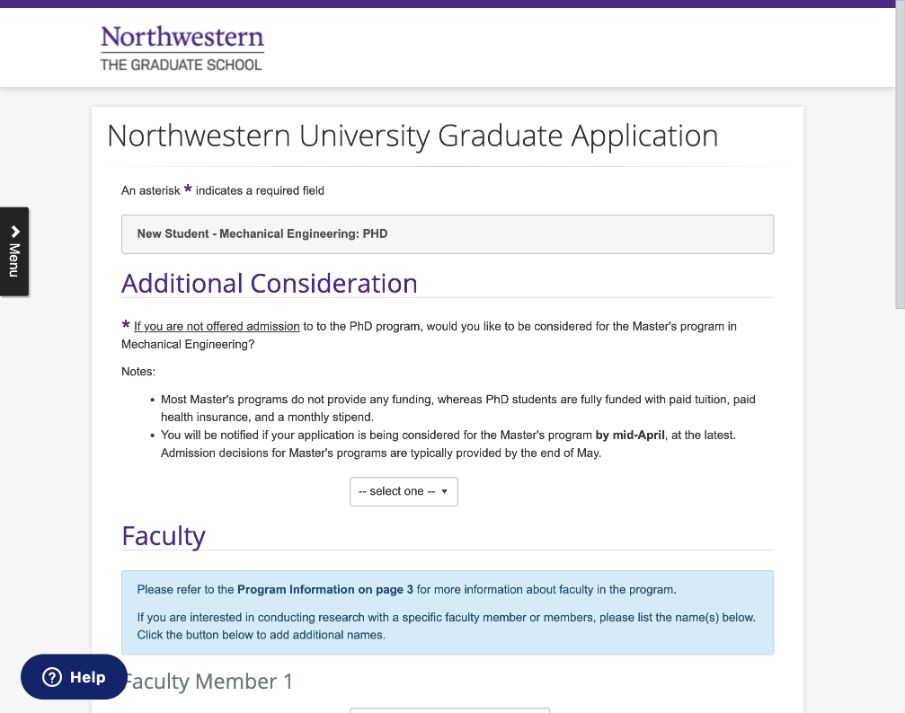 Northwestern
THE GRADUATE SCHOOL
Northwestern University Graduate Application
An asterisk * indicates a required field
New Student - Mechanical Engineering: PHD
Menu
Additional Consideration
* If you are not offered admission to to the PhD program, would you like to be considered for the Master's program in
Mechanical Engineering?
Notes:
• Most Master's programs do not provide any funding, whereas PhD students are fully funded with paid tuition, paid
health insurance, and a monthly stipend.
• You will be notified if your application is being considered for the Master's program by mid-April, at the latest.
Admission decisions for Master's programs are typically provided by the end of May.
-- select one --
Faculty
Please refer to the Program Information on page 3 for more information about faculty in the program.
If you are interested in conducting research with a specific faculty member or members, please list the name(s) below.
Click the button below to add additional names.
? Help
Faculty Member 1